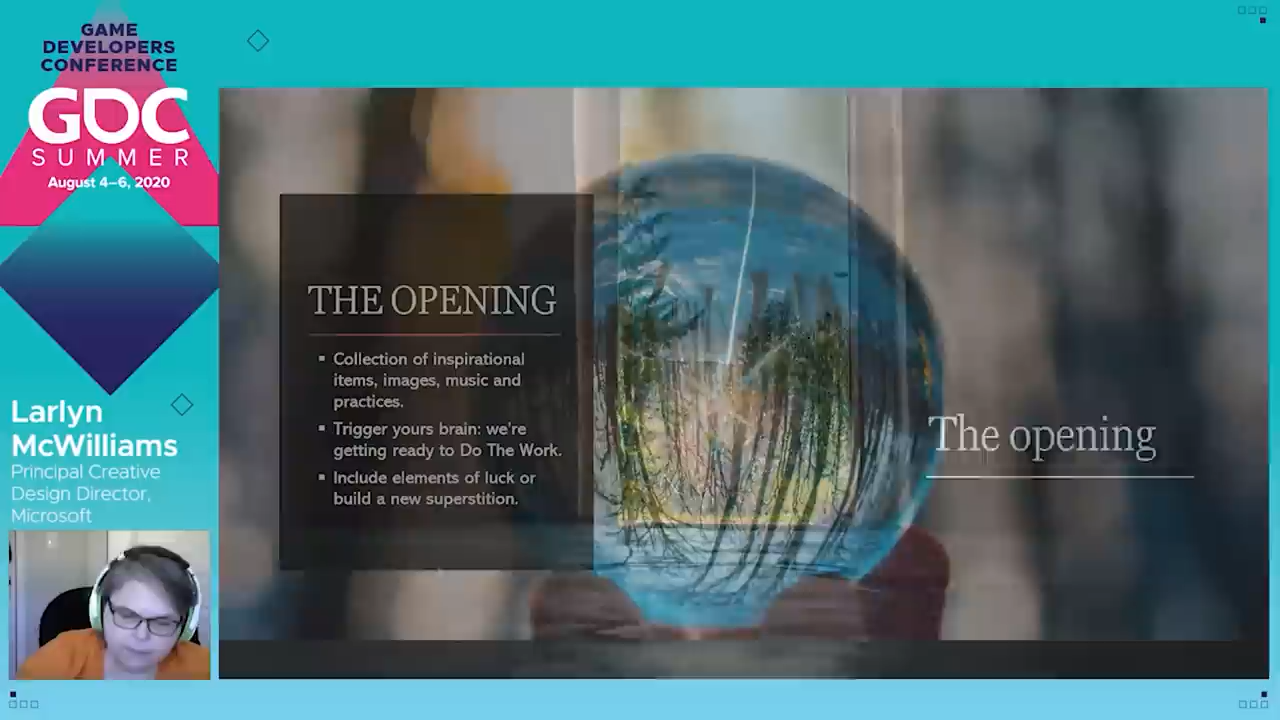 GAME
DEVELOPERS
CONFERENCE
GDC
SUMMER
August 4–6, 2020
Larlyn
McWilliams
Principal Creative
Design Director,
Microsoft
THE OPENING
▪ Collection of inspirational
items, images, music and
practices.
▪ Trigger yours brain: we're
getting ready to Do The Work.
▪ Include elements of luck or
build a new superstition.
The opening